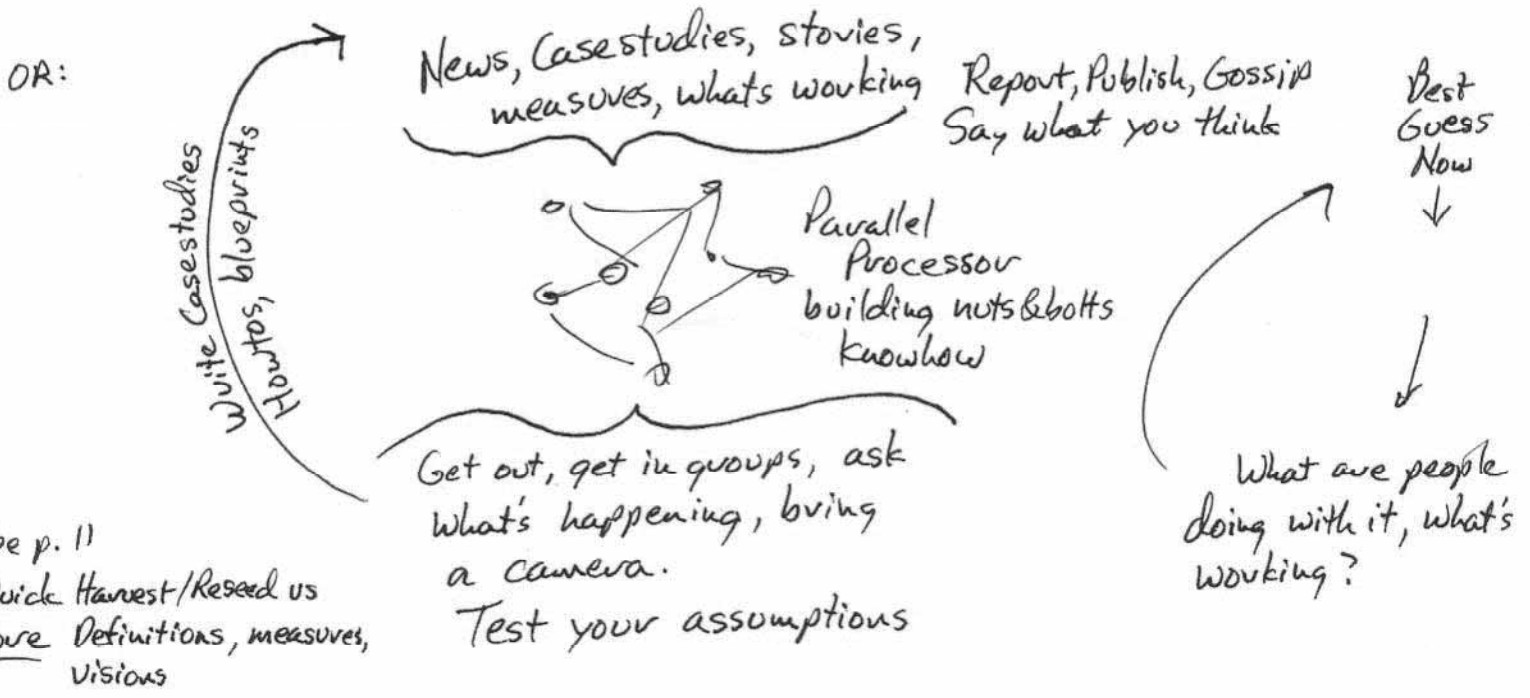 OR:
News, Casestudies, stories,
measures, whats working
Report, Publish, Gossip
Say what you think
Best
Guess
Now
Write Casestudies
Howtos, blueprints
Parallel
Processor
building nuts&bolts
knowhow
Get out, get in groups, ask
what's happening, bring
a camera.
Test your assumptions
What are people
doing with it, what's
working?
p. 11
Harvest/Reseed us
Definitions, measures,
visions